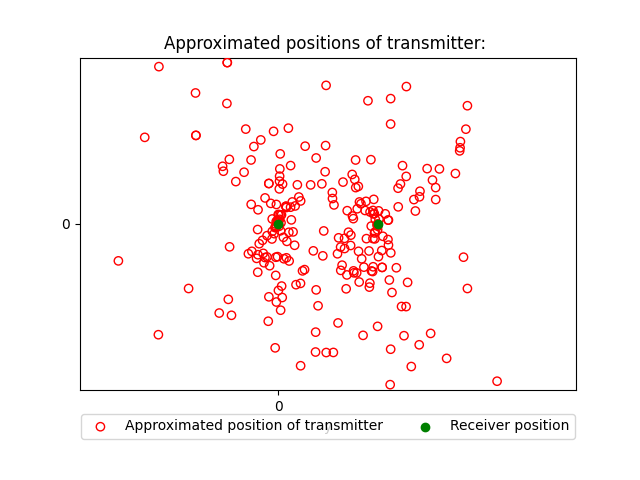 Approximated positions of transmitter:
0
0
Approximated position of transmitter
Receiver position